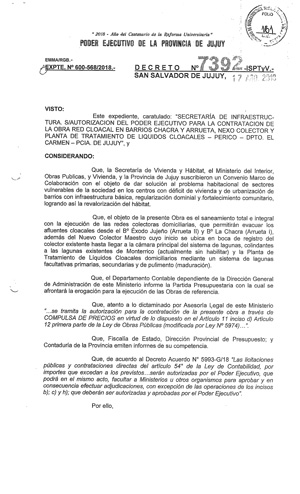 " 2018 - Año del Centenario de la Reforma Universitaria"
PODER EJECUTIVO DE LA PROVINCIA DE JUJUY
EMMA/RGB.-
EXPTE. Nº 600-568/2018.-
DECRETO Nº 7392 -ISPTyV.-
SAN SALVADOR DE JUJUY,
VISTO:
Este expediente, caratulado: "SECRETARÍA DE INFRAESTRUC-
TURA. S/AUTORIZACION DEL PODER EJECUTIVO PARA LA CONTRATACION DE
LA OBRA RED CLOACAL EN BARRIOS CHACRA Y ARRUETA, NEXO COLECTOR Y
PLANTA DE TRATAMIENTO DE LIQUIDOS CLOACALES – PERICO – DPTO. EL
CARMEN – PCIA. DE JUJUY", y
CONSIDERANDO:
Que, la Secretaría de Vivienda y Hábitat, el Ministerio del Interior,
Obras Publicas, y Vivienda, y la Provincia de Jujuy suscribieron un Convenio Marco de
Colaboración con el objeto de dar solución al problema habitacional de sectores
vulnerables de la sociedad en los centros con déficit de vivienda y de urbanización de
barrios con infraestructura básica, regularización dominial y fortalecimiento comunitario,
logrando así la revalorización del hábitat.
Que, el objeto de la presente Obra es el saneamiento total e integral
con la ejecución de las redes colectoras domiciliarias, que permitirán evacuar los
afluentes cloacales desde el Bº Éxodo Jujeño (Arrueta II) y Bº La Chacra (Arrueta I),
además del Nuevo Colector Maestro cuyo inicio se ubica en boca de registro del
colector existente hasta llegar a la cámara principal del sistema de lagunas, colindantes
a las lagunas existentes de Monterrico (actualmente sin habilitar) y la Planta de
Tratamiento de Líquidos Cloacales domiciliarios mediante un sistema de lagunas
facultativas primarias, secundarias y de pulimento (maduración).
Que, el Departamento Contable dependiente de la Dirección General
de Administración de este Ministerio informe la Partida Presupuestaria con la cual se
afrontará la erogación para la ejecución de las Obras de referencia.
Que, atento a lo dictaminado por Asesoría Legal de este Ministerio
"...se tramita la autorización para la contratación de la presente obra a través de
COMPULSA DE PRECIOS en virtud de lo dispuesto en el Artículo 11 inciso d) Artículo
12 primera parte de la Ley de Obras Públicas (modificada por Ley Nº 5974)...".
Que, Fiscalía de Estado, Dirección Provincial de Presupuesto; y
Contaduría de la Provincia emiten informes de su competencia.
Que, de acuerdo al Decreto Acuerdo Nº 5993-G/18 "Las licitaciones
públicas y contrataciones directas del artículo 54º de la Ley de Contabilidad, por
importes que excedan a los previstos...serán autorizadas por el Poder Ejecutivo, que
podrá en el mismo acto, facultar a Ministerios u otros organismos para aprobar y en
consecuencia efectuar adjudicaciones, con excepción de las operaciones de los incisos
b); c) y h); que deberán ser autorizadas y aprobadas por el Poder Ejecutivo".
Por ello,